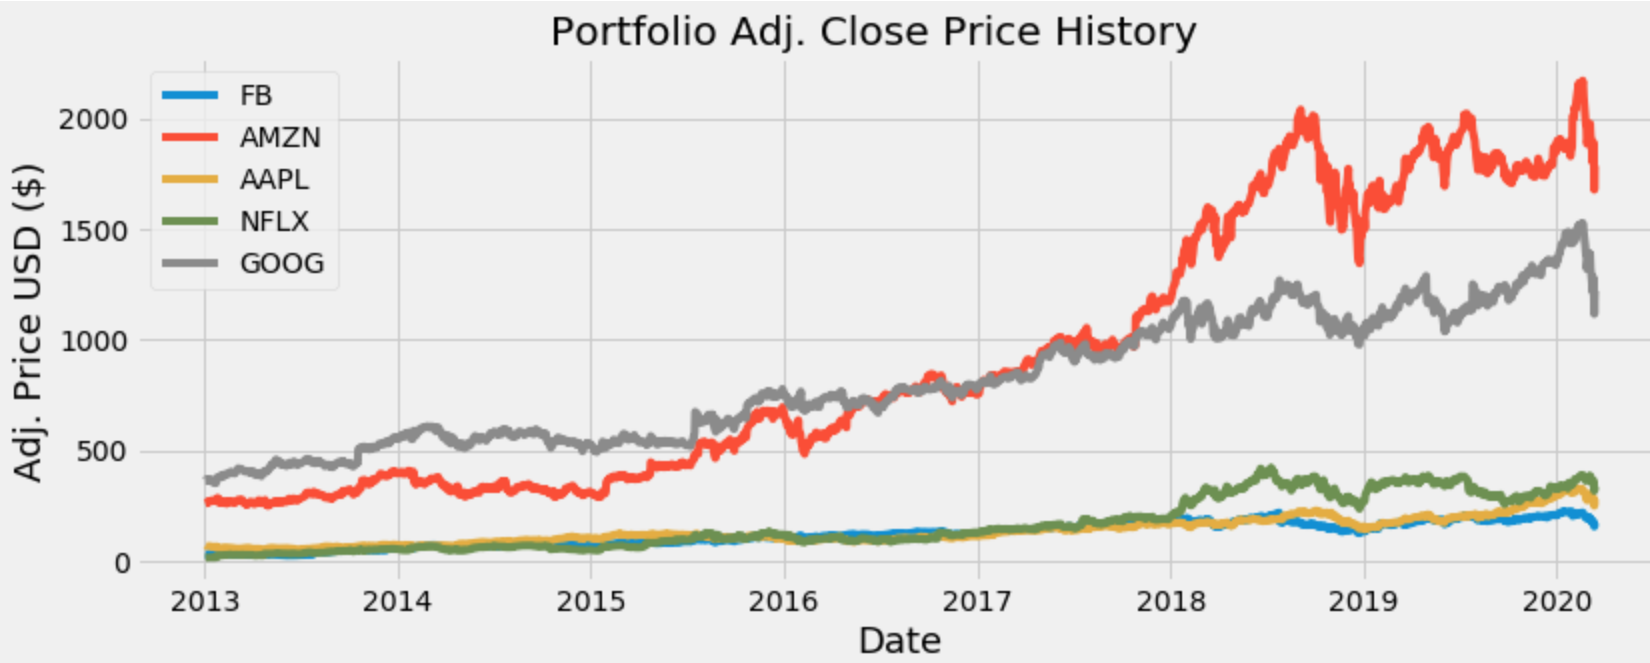 Portfolio Adj. Close Price History
FB
AMZN
AAPL
NFLX
GOOG
Adj. Price USD ($)
2000
1500
1000
500
0
2013 2014 2015 2016 2017 2018 2019 2020
Date